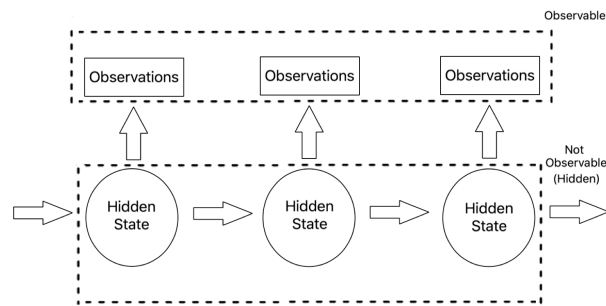 Observable
Observations
Observations
Observations
Not
Observable
(Hidden)
Hidden
State
Hidden
State
Hidden
State